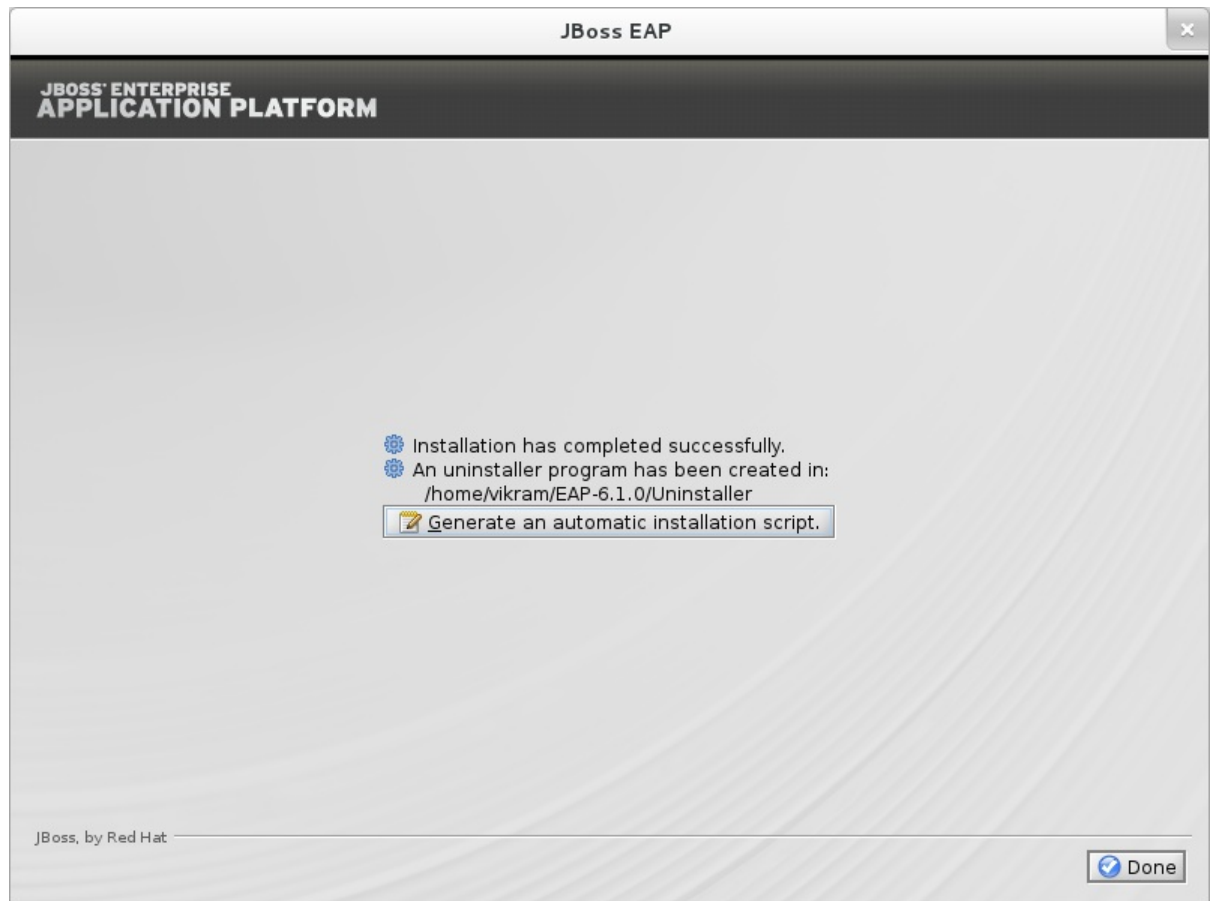 JBoss EAP
JBOSS® ENTERPRISE
APPLICATION PLATFORM
Installation has completed successfully.
An uninstaller program has been created in:
/home/vikram/EAP-6.1.0/Uninstaller
Generate an automatic installation script.
JBoss, by Red Hat
Done